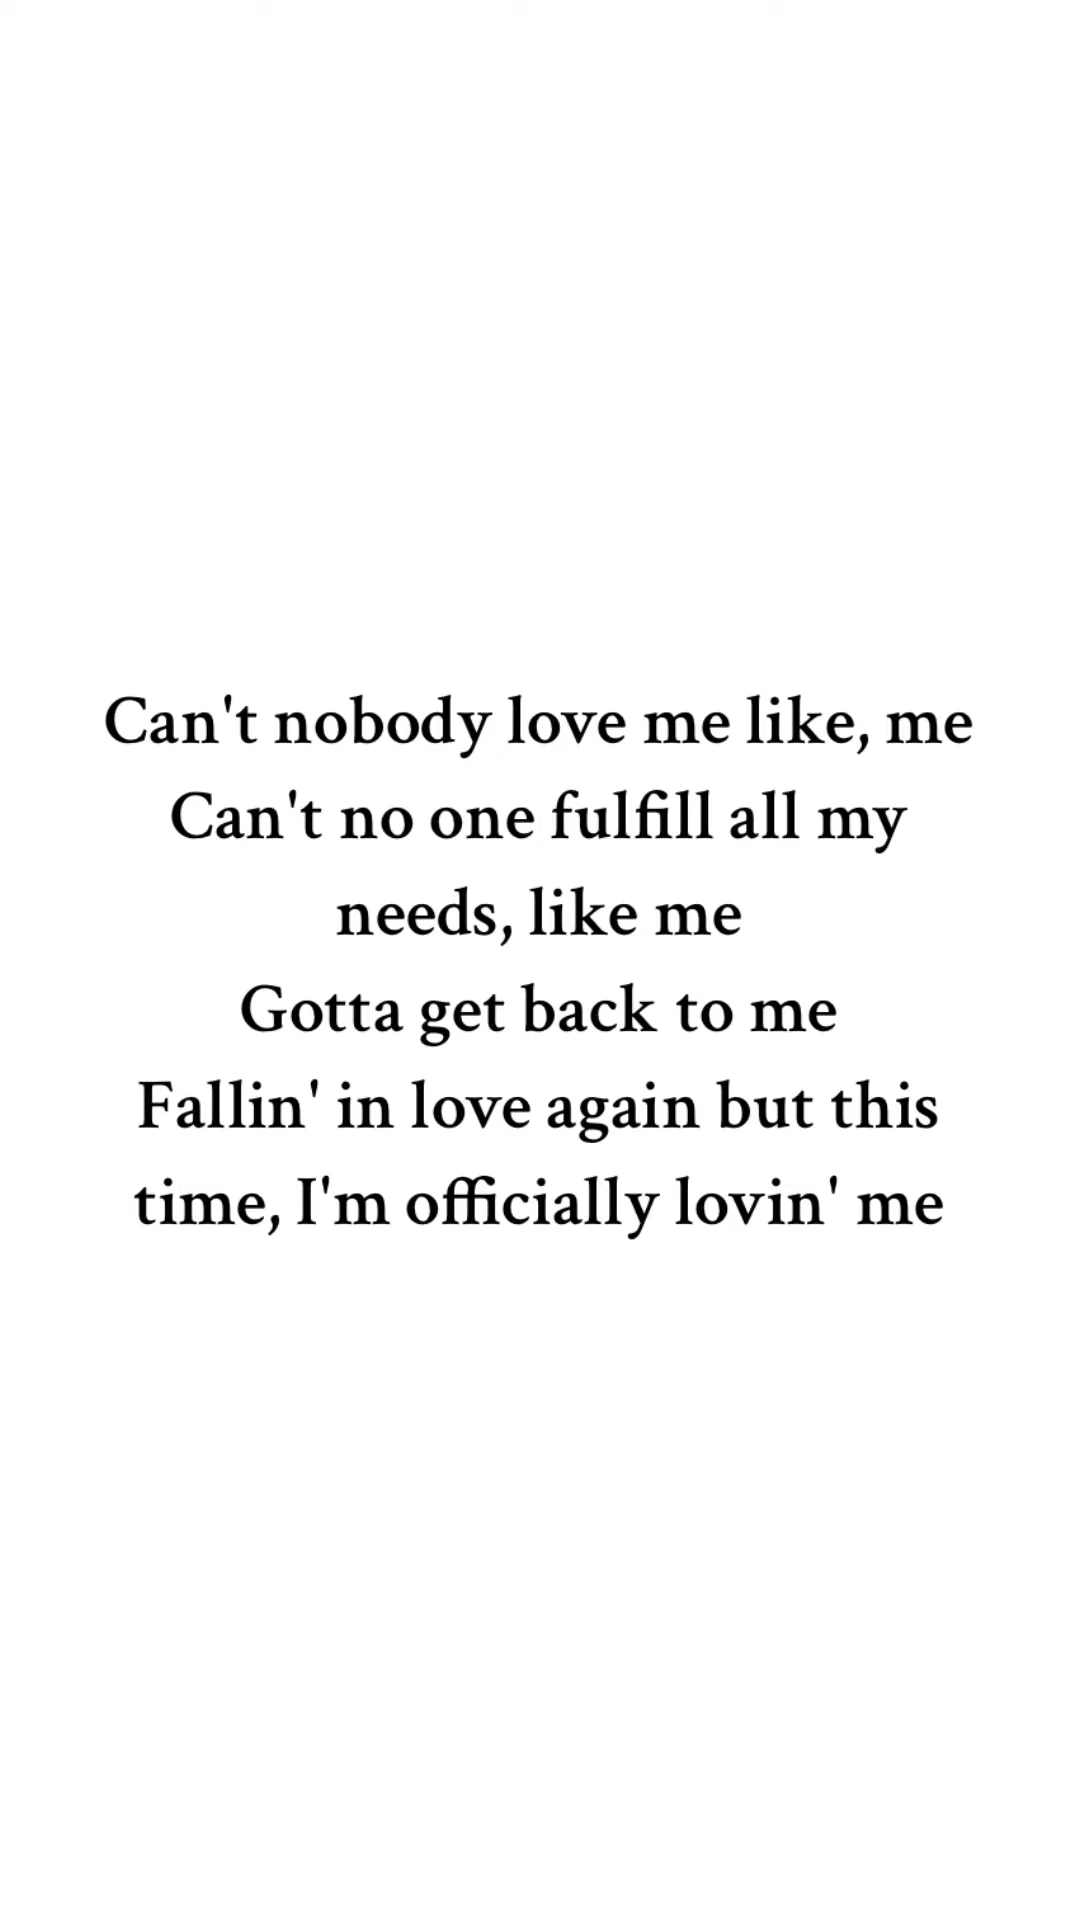 Can't nobody love me like, me
Can't no one fulfill all my
needs, like me
Gotta get back to me
Fallin' in love again but this
time, I'm officially lovin' me